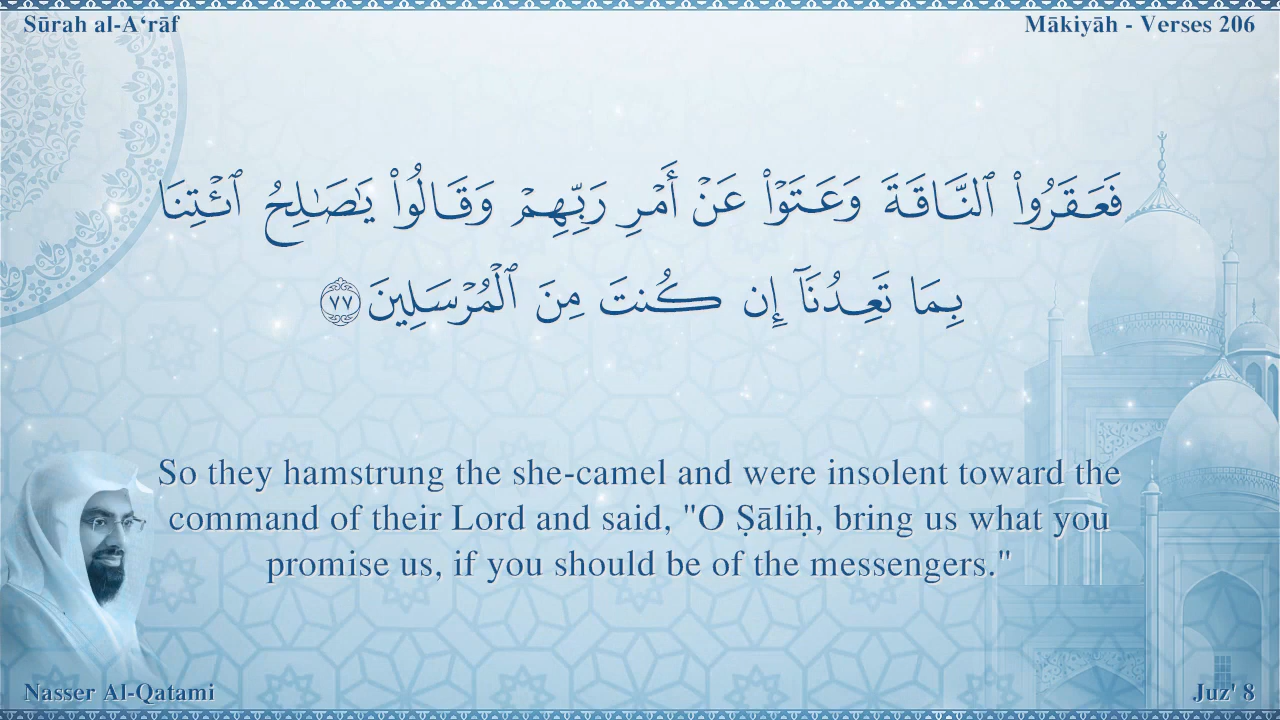 Sūrah al-A‘rāf
Mākiyāh - Verses 206
فَعَقَرُوا۟ ٱلنَّاقَةَ وَعَتَوْا۟ عَنْ أَمْرِ رَبِّهِمْ وَقَالُوا۟ يَـٰصَـٰلِحُ ٱئْتِنَا
بِمَا تَعِدُنَآ إِن كُنتَ مِنَ ٱلْمُرْسَلِينَ ٧٧
So they hamstrung the she-camel and were insolent toward the
command of their Lord and said, "O Ṣāliḥ, bring us what you
promise us, if you should be of the messengers."
Nasser Al-Qatami
Juz' 8